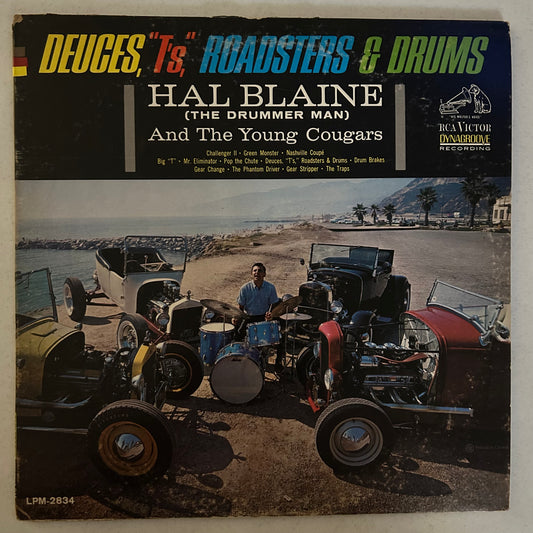 DEUCES, "T's," ROADSTERS & DRUMS
HAL BLAINE
(THE DRUMMER MAN)
And The Young Cougars
Challenger II • Green Monster • Nashville Coupé
Big "T" • Mr. Eliminator • Pop the Chute • Deuces, "T's," Roadsters & Drums • Drum Brakes
Gear Change • The Phantom Driver • Gear Stripper • The Traps
"HIS MASTER'S VOICE"
RCA VICTOR
DYNAGROOVE
RECORDING
LPM-2834